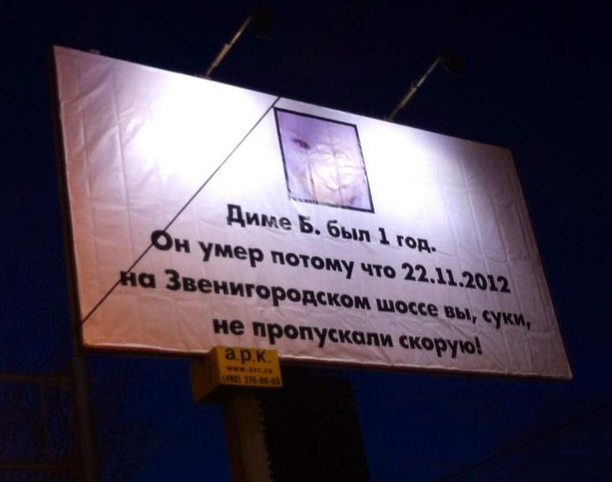 Диме Б. был 1 год.
Он умер потому что 22.11.2012
на Звенигородском шоссе вы, суки,
не пропускали скорую!
а.р.к.